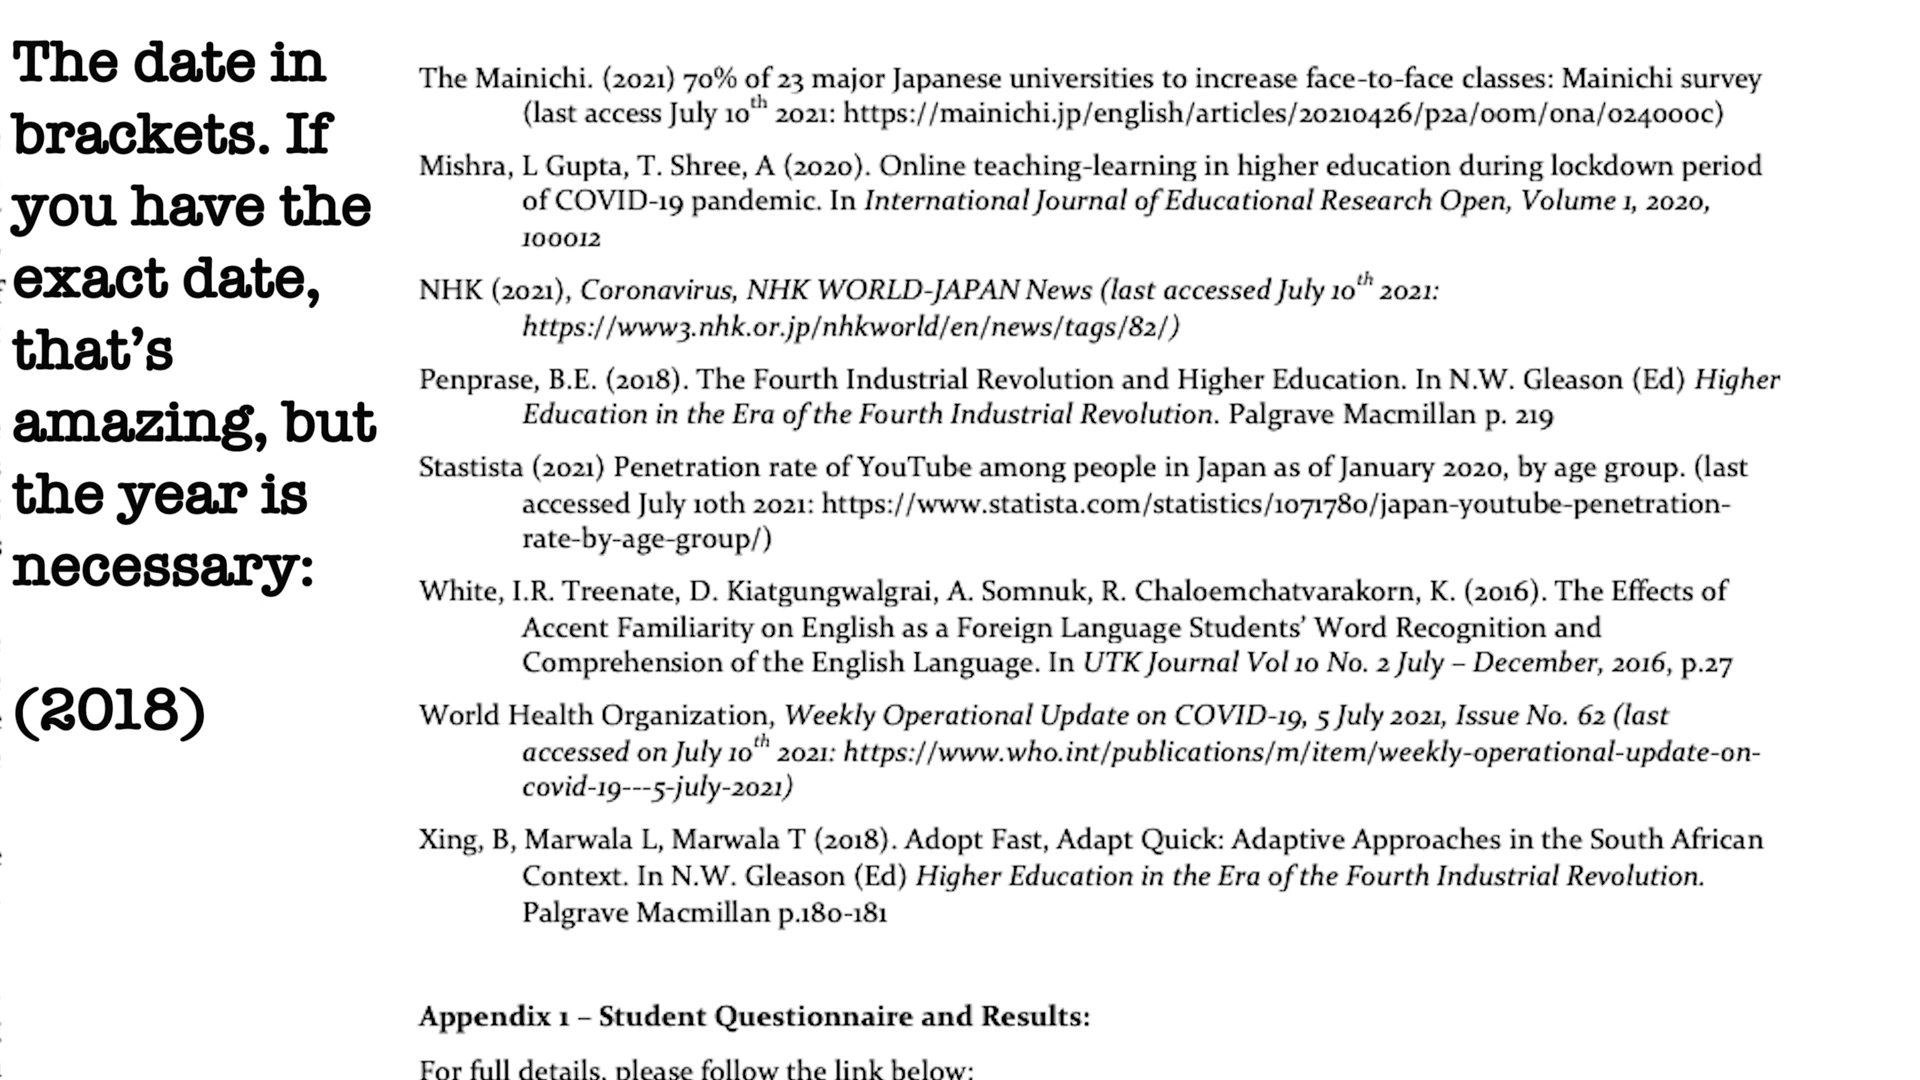 The date in
brackets. If
you have the
exact date,
that's
amazing, but
the year is
necessary:
(2018)
The Mainichi. (2021) 70% of 23 major Japanese universities to increase face-to-face classes: Mainichi survey
(last access July 10th 2021: https://mainichi.jp/english/articles/20210426/p2a/00m/0na/024000c)
Mishra, L Gupta, T. Shree, A (2020). Online teaching-learning in higher education during lockdown period
of COVID-19 pandemic. In International Journal of Educational Research Open, Volume 1, 2020,
100012
NHK (2021), Coronavirus, NHK WORLD-JAPAN News (last accessed July 10th 2021:
https://www3.nhk.or.jp/nhkworld/en/news/tags/82/)
Penprase, B.E. (2018). The Fourth Industrial Revolution and Higher Education. In N.W. Gleason (Ed) Higher
Education in the Era of the Fourth Industrial Revolution. Palgrave Macmillan p. 219
Stastista (2021) Penetration rate of YouTube among people in Japan as of January 2020, by age group. (last
accessed July 10th 2021: https://www.statista.com/statistics/1071780/japan-youtube-penetration-
rate-by-age-group/)
White, I.R. Treenate, D. Kiatgungwalgrai, A. Somnuk, R. Chaloemchatvarakorn, K. (2016). The Effects of
Accent Familiarity on English as a Foreign Language Students' Word Recognition and
Comprehension of the English Language. In UTK Journal Vol 10 No. 2 July – December, 2016, p.27
World Health Organization, Weekly Operational Update on COVID-19, 5 July 2021, Issue No. 62 (last
accessed on July 10th 2021: https://www.who.int/publications/m/item/weekly-operational-update-on-
covid-19---5-july-2021)
Xing, B, Marwala L, Marwala T (2018). Adopt Fast, Adapt Quick: Adaptive Approaches in the South African
Context. In N.W. Gleason (Ed) Higher Education in the Era of the Fourth Industrial Revolution.
Palgrave Macmillan p.180-181
Appendix 1 – Student Questionnaire and Results:
For full details, please follow the link below: